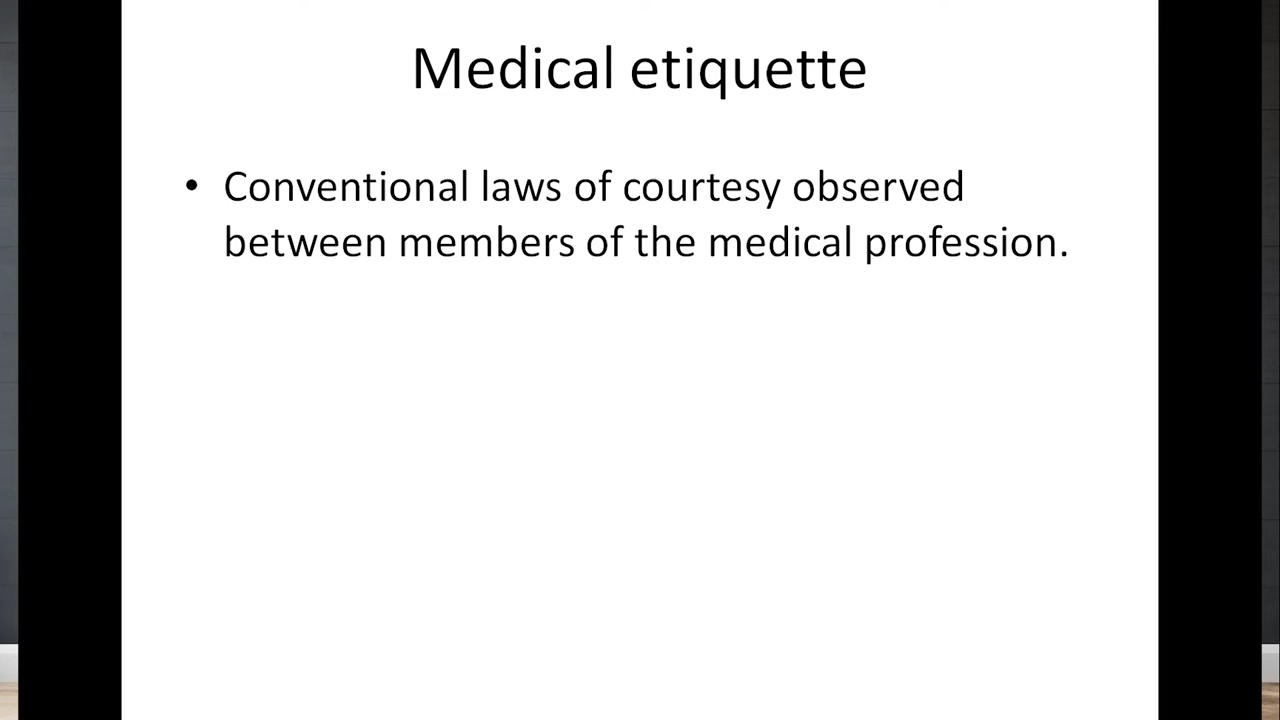 Medical etiquette
• Conventional laws of courtesy observed
between members of the medical profession.